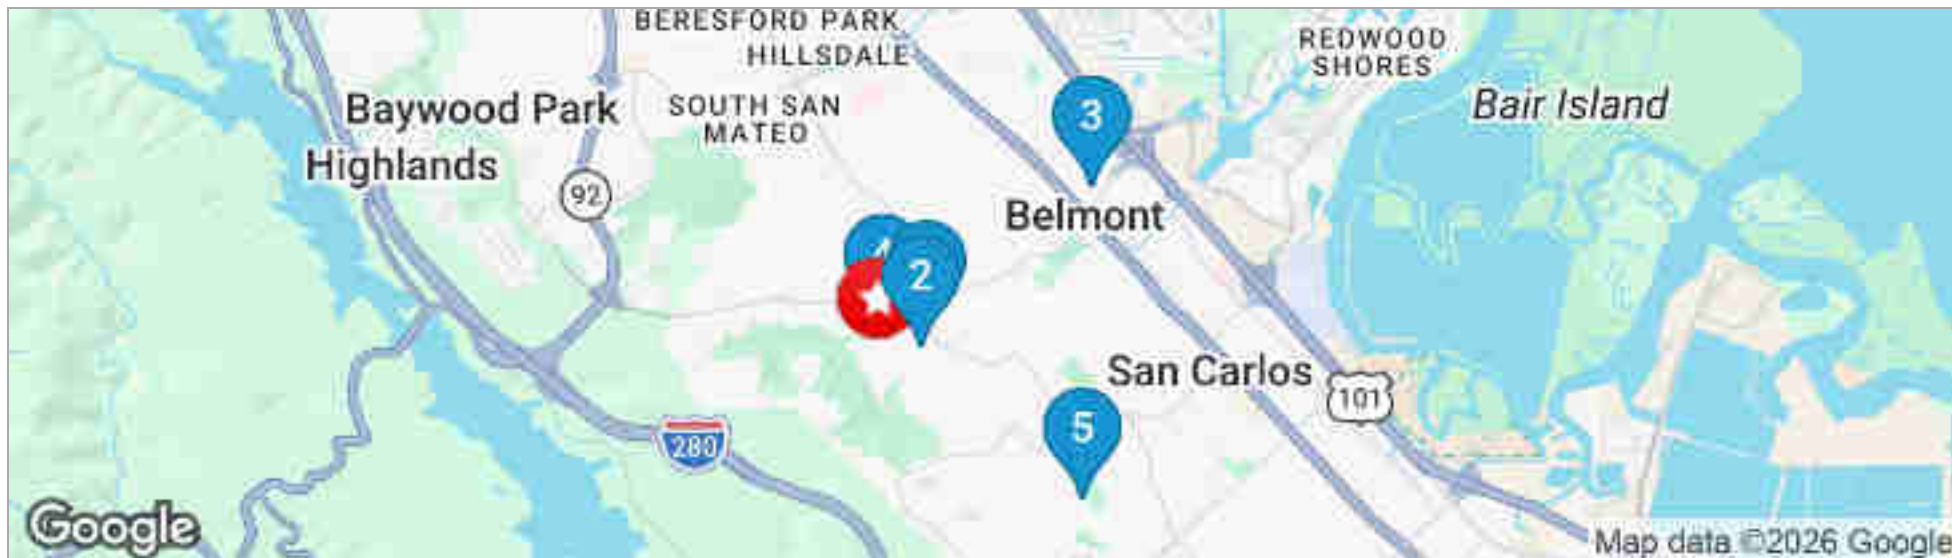 BERESFORD PARK
HILLSDALE
REDWOOD
SHORES
Baywood Park
SOUTH SAN
MATEO
3
Bair Island
Highlands
92
Belmont
2
San Carlos
101
5
280
Google
Map data ©2026 Google